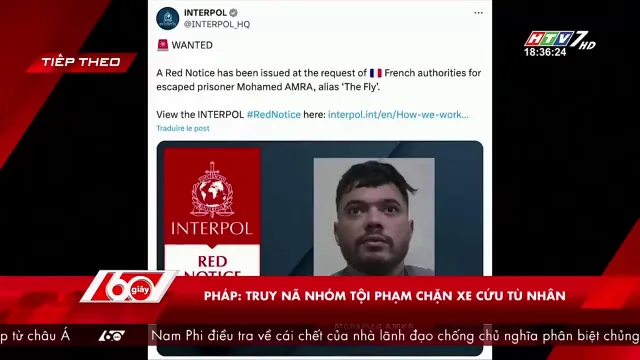 TIẾP THEO
INTERPOL
@INTERPOL_HQ
HTV7 HD
18:36:24
🚨 WANTED
A Red Notice has been issued at the request of 🇫🇷 French authorities for
escaped prisoner Mohamed AMRA, alias 'The Fly'.
View the INTERPOL #RedNotice here: interpol.int/en/How-we-work...
Traduire le post
INTERPOL
INTERPOL
RED
NOTICE
60 giây
PHÁP: TRUY NÃ NHÓM TỘI PHẠM CHẶN XE CỨU TÙ NHÂN
p từ châu Á
60
Nam Phi điều tra về cái chết của nhà lãnh đạo chống chủ nghĩa phân biệt chủng